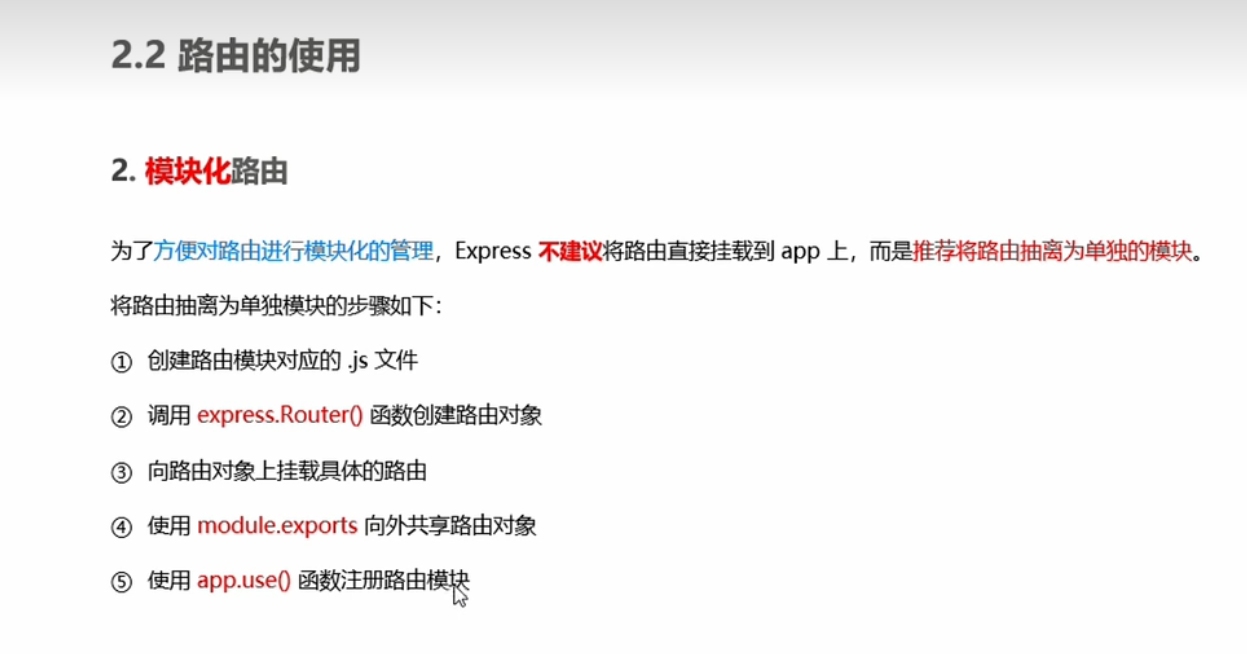 2.2 路由的使用
2. 模块化路由
为了方便对路由进行模块化的管理，Express 不建议将路由直接挂载到 app 上，而是推荐将路由抽离为单独的模块。
将路由抽离为单独模块的步骤如下：
① 创建路由模块对应的 .js 文件
② 调用 express.Router() 函数创建路由对象
③ 向路由对象上挂载具体的路由
④ 使用 module.exports 向外共享路由对象
⑤ 使用 app.use() 函数注册路由模块